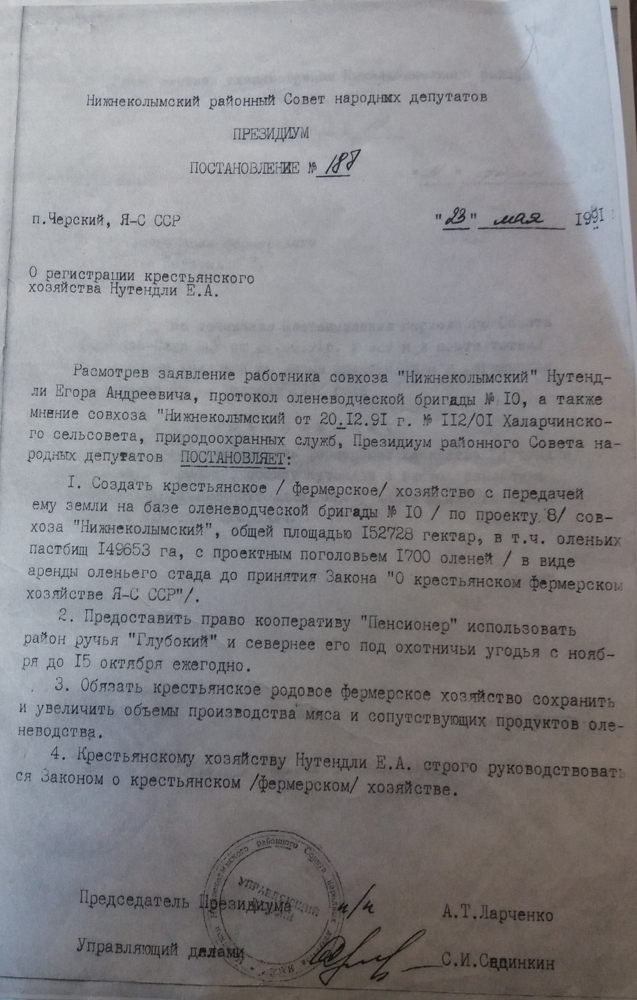 Нижнеколымский районный Совет народных депутатов
ПРЕЗИДИУМ
ПОСТАНОВЛЕНИЕ № 188
п.Черский, Я-С ССР "23" мая 1991
О регистрации крестьянского
хозяйства Нутендли Е.А.
Расмотрев заявление работника совхоза "Нижнеколымский" Нутенд-
ли Егора Андреевича, протокол оленеводческой бригады № 10, а также
мнение совхоза "Нижнеколымский от 20.12.91 г. № 112/01 Халарчинско-
го сельсовета, природоохранных служб, Президиум районного Совета на-
родных депутатов ПОСТАНОВЛЯЕТ:
1. Создать крестьянское / фермерское/ хозяйство с передачей
ему земли на базе оленеводческой бригады № 10 / по проекту 8/ сов-
хоза "Нижнеколымский", общей площадью 152728 гектар, в т.ч. оленьих
пастбищ 149653 га, с проектным поголовьем 1700 оленей / в виде
аренды оленьего стада до принятия Закона "О крестьянском фермерском
хозяйстве Я-С ССР"/.
2. Предоставить право кооперативу "Пенсионер" использовать
район ручья "Глубокий" и севернее его под охотничьи угодья с нояб-
ря до 15 октября ежегодно.
3. Обязать крестьянское родовое фермерское хозяйство сохранить
и увеличить объемы производства мяса и сопутствующих продуктов оле-
неводства.
4. Крестьянскому хозяйству Нутендли Е.А. строго руководствовать
ся Законом о крестьянском /фермерском/ хозяйстве.
районного Совета народных
УПРАВЛЯЮЩИЙ
Председатель Президиума п/п А.Т.Ларченко
Управляющий делами С.И.